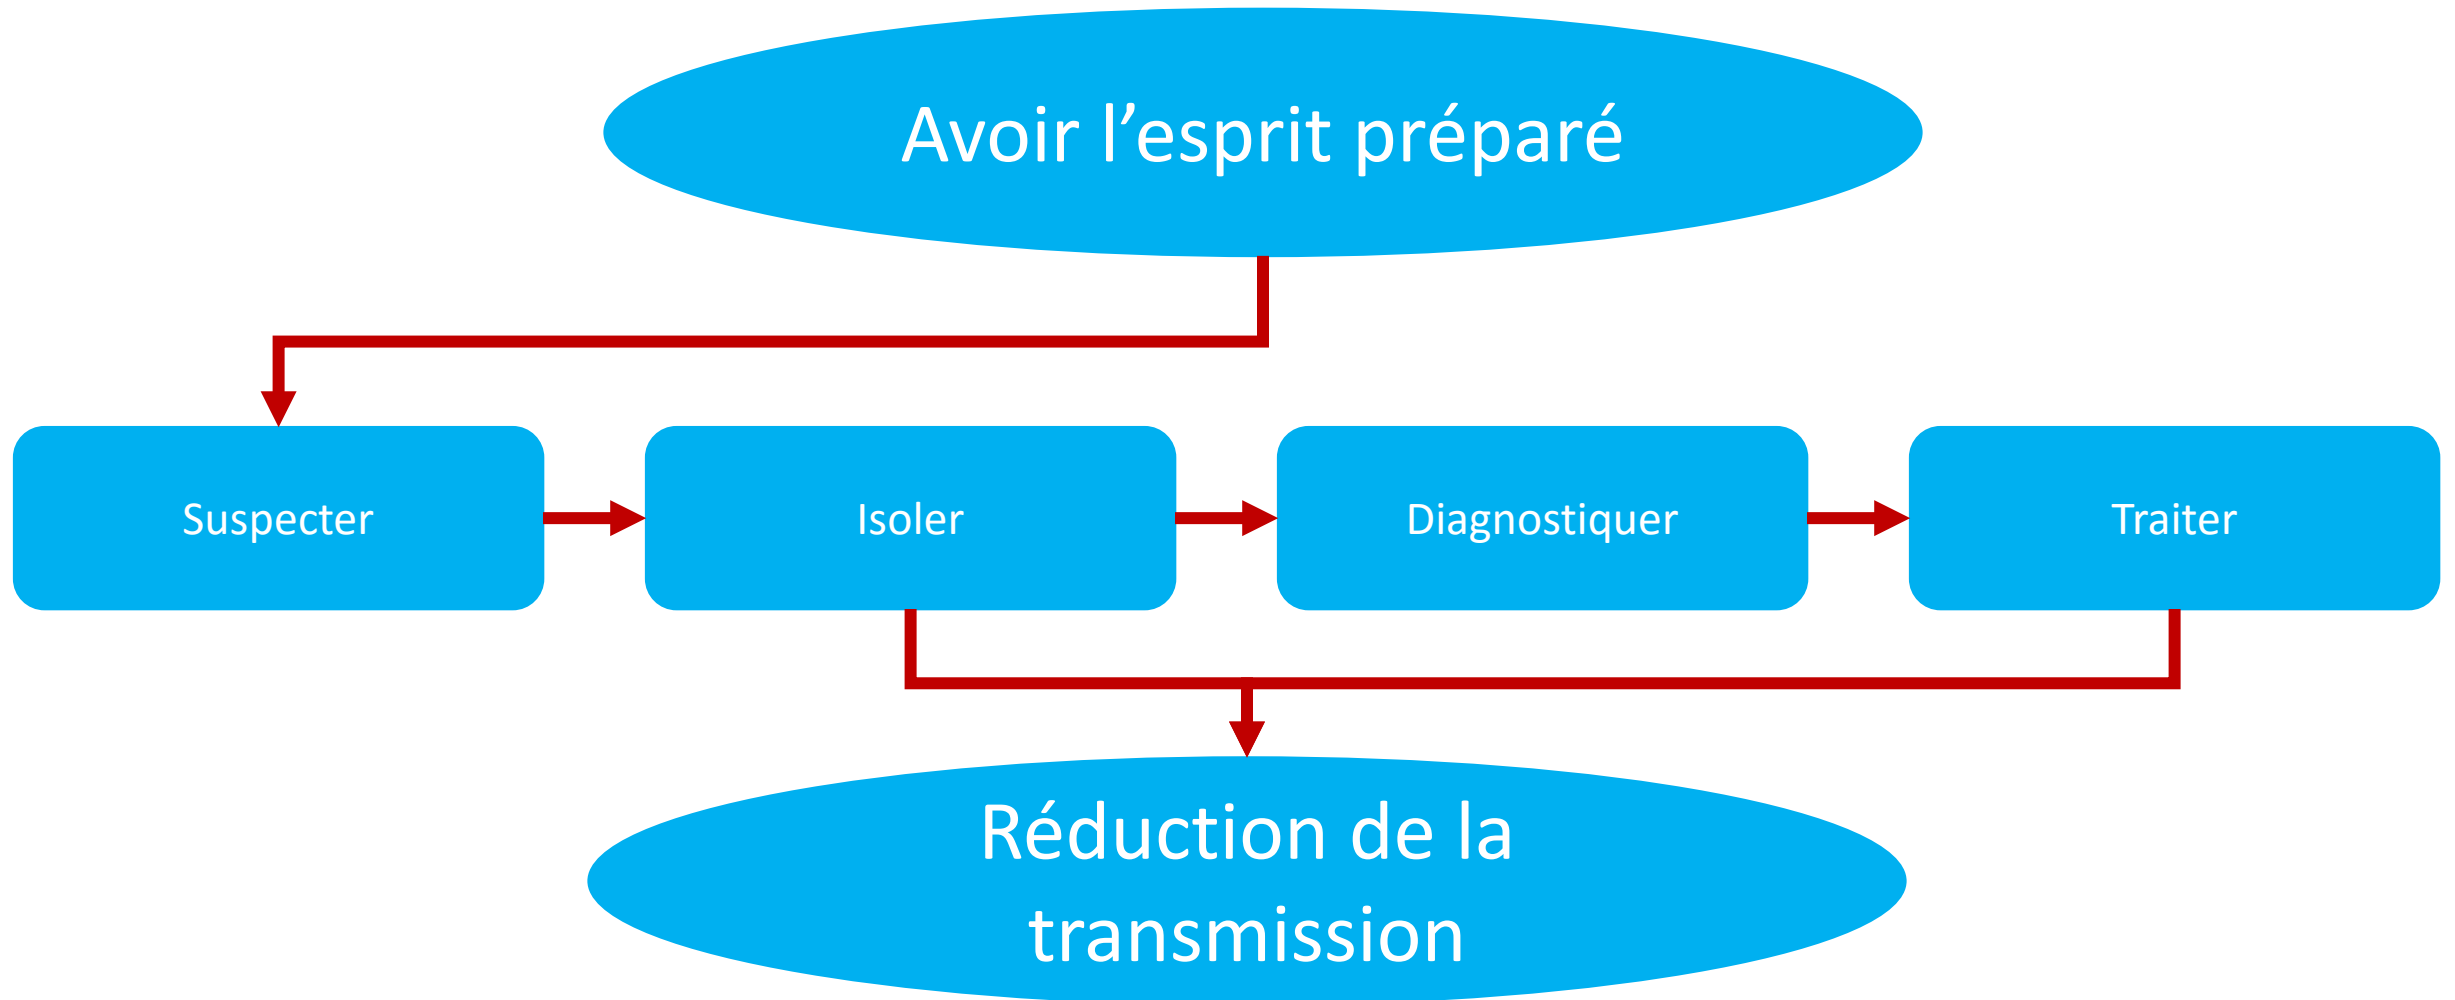 Avoir l’esprit préparé
Suspecter
Isoler
Diagnostiquer
Traiter
Réduction de la
transmission